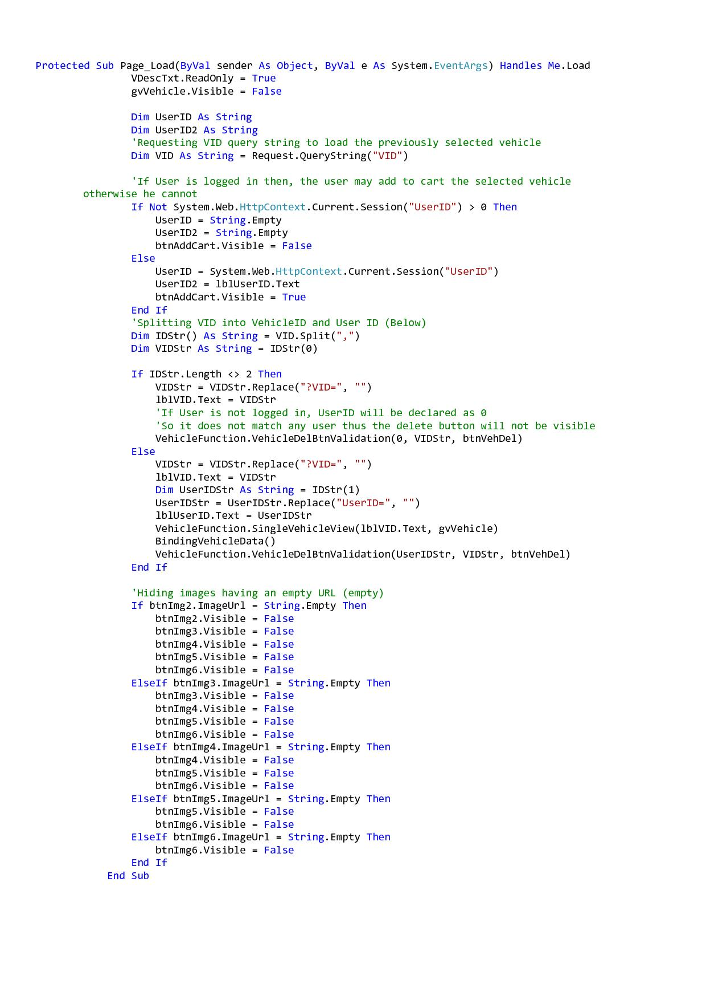 Protected Sub Page_Load(ByVal sender As Object, ByVal e As System.EventArgs) Handles Me.Load
VDescTxt.ReadOnly = True
gvVehicle.Visible = False
Dim UserID As String
Dim UserID2 As String
'Requesting VID query string to load the previously selected vehicle
Dim VID As String = Request.QueryString("VID")
'If User is logged in then, the user may add to cart the selected vehicle
otherwise he cannot
If Not System.Web.HttpContext.Current.Session("UserID") > 0 Then
UserID = String.Empty
UserID2 = String.Empty
btnAddCart.Visible = False
Else
UserID = System.Web.HttpContext.Current.Session("UserID")
UserID2 = lblUserID.Text
btnAddCart.Visible = True
End If
'Splitting VID into VehicleID and User ID (Below)
Dim IDStr() As String = VID.Split(",")
Dim VIDStr As String = IDStr(0)
If IDStr.Length <> 2 Then
VIDStr = VIDStr.Replace("?VID=", "")
lblVID.Text = VIDStr
'If User is not logged in, UserID will be declared as 0
'So it does not match any user thus the delete button will not be visible
VehicleFunction.VehicleDelBtnValidation(0, VIDStr, btnVehDel)
Else
VIDStr = VIDStr.Replace("?VID=", "")
lblVID.Text = VIDStr
Dim UserIDStr As String = IDStr(1)
UserIDStr = UserIDStr.Replace("UserID=", "")
lblUserID.Text = UserIDStr
VehicleFunction.SingleVehicleView(lblVID.Text, gvVehicle)
BindingVehicleData()
VehicleFunction.VehicleDelBtnValidation(UserIDStr, VIDStr, btnVehDel)
End If
'Hiding images having an empty URL (empty)
If btnImg2.ImageUrl = String.Empty Then
btnImg2.Visible = False
btnImg3.Visible = False
btnImg4.Visible = False
btnImg5.Visible = False
btnImg6.Visible = False
ElseIf btnImg3.ImageUrl = String.Empty Then
btnImg3.Visible = False
btnImg4.Visible = False
btnImg5.Visible = False
btnImg6.Visible = False
ElseIf btnImg4.ImageUrl = String.Empty Then
btnImg4.Visible = False
btnImg5.Visible = False
btnImg6.Visible = False
ElseIf btnImg5.ImageUrl = String.Empty Then
btnImg5.Visible = False
btnImg6.Visible = False
ElseIf btnImg6.ImageUrl = String.Empty Then
btnImg6.Visible = False
End If
End Sub